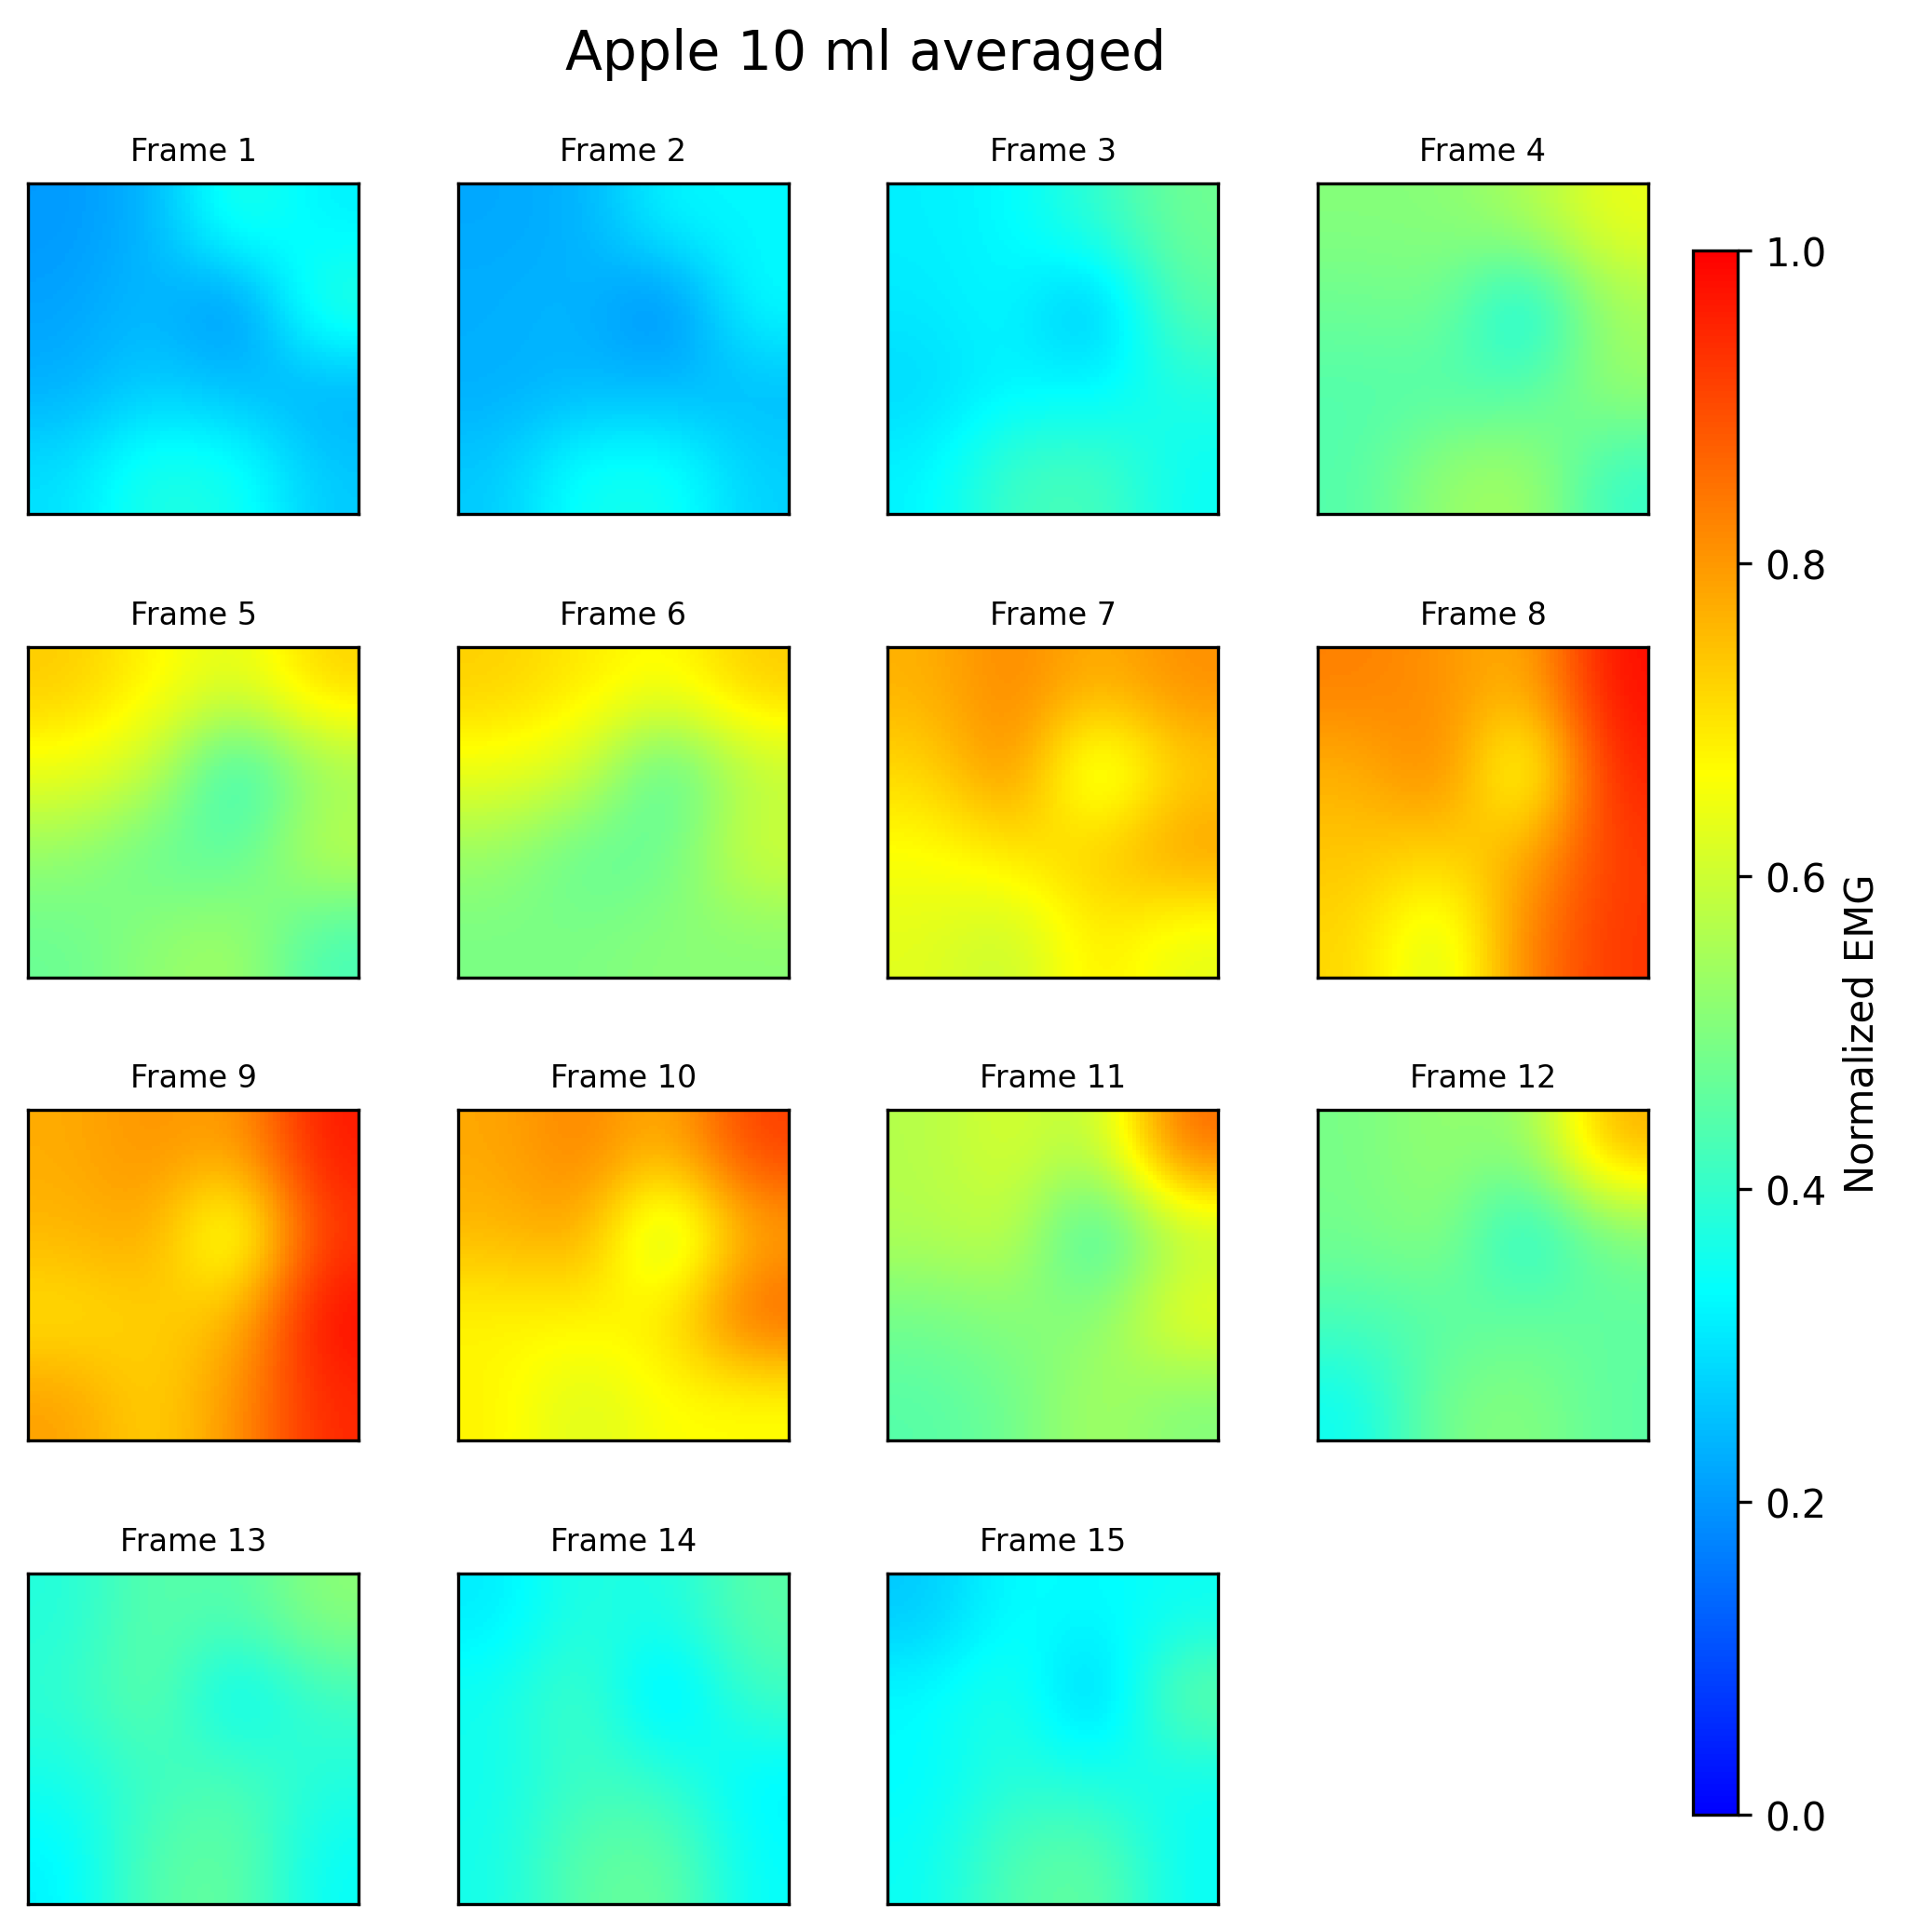 Apple 10 ml averaged
Frame 1
Frame 2
Frame 3
Frame 4
Frame 5
Frame 6
Frame 7
Frame 8
Frame 9
Frame 10
Frame 11
Frame 12
Frame 13
Frame 14
Frame 15
1.0
0.8
0.6
0.4
0.2
0.0
Normalized EMG